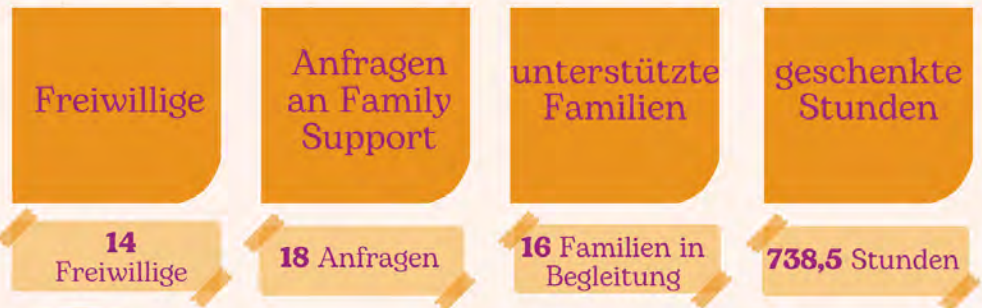 Freiwillige
Anfragen
an Family
Support
unterstützte
Familien
geschenkte
Stunden
14
Freiwillige
18 Anfragen
16 Familien in
Begleitung
738,5 Stunden